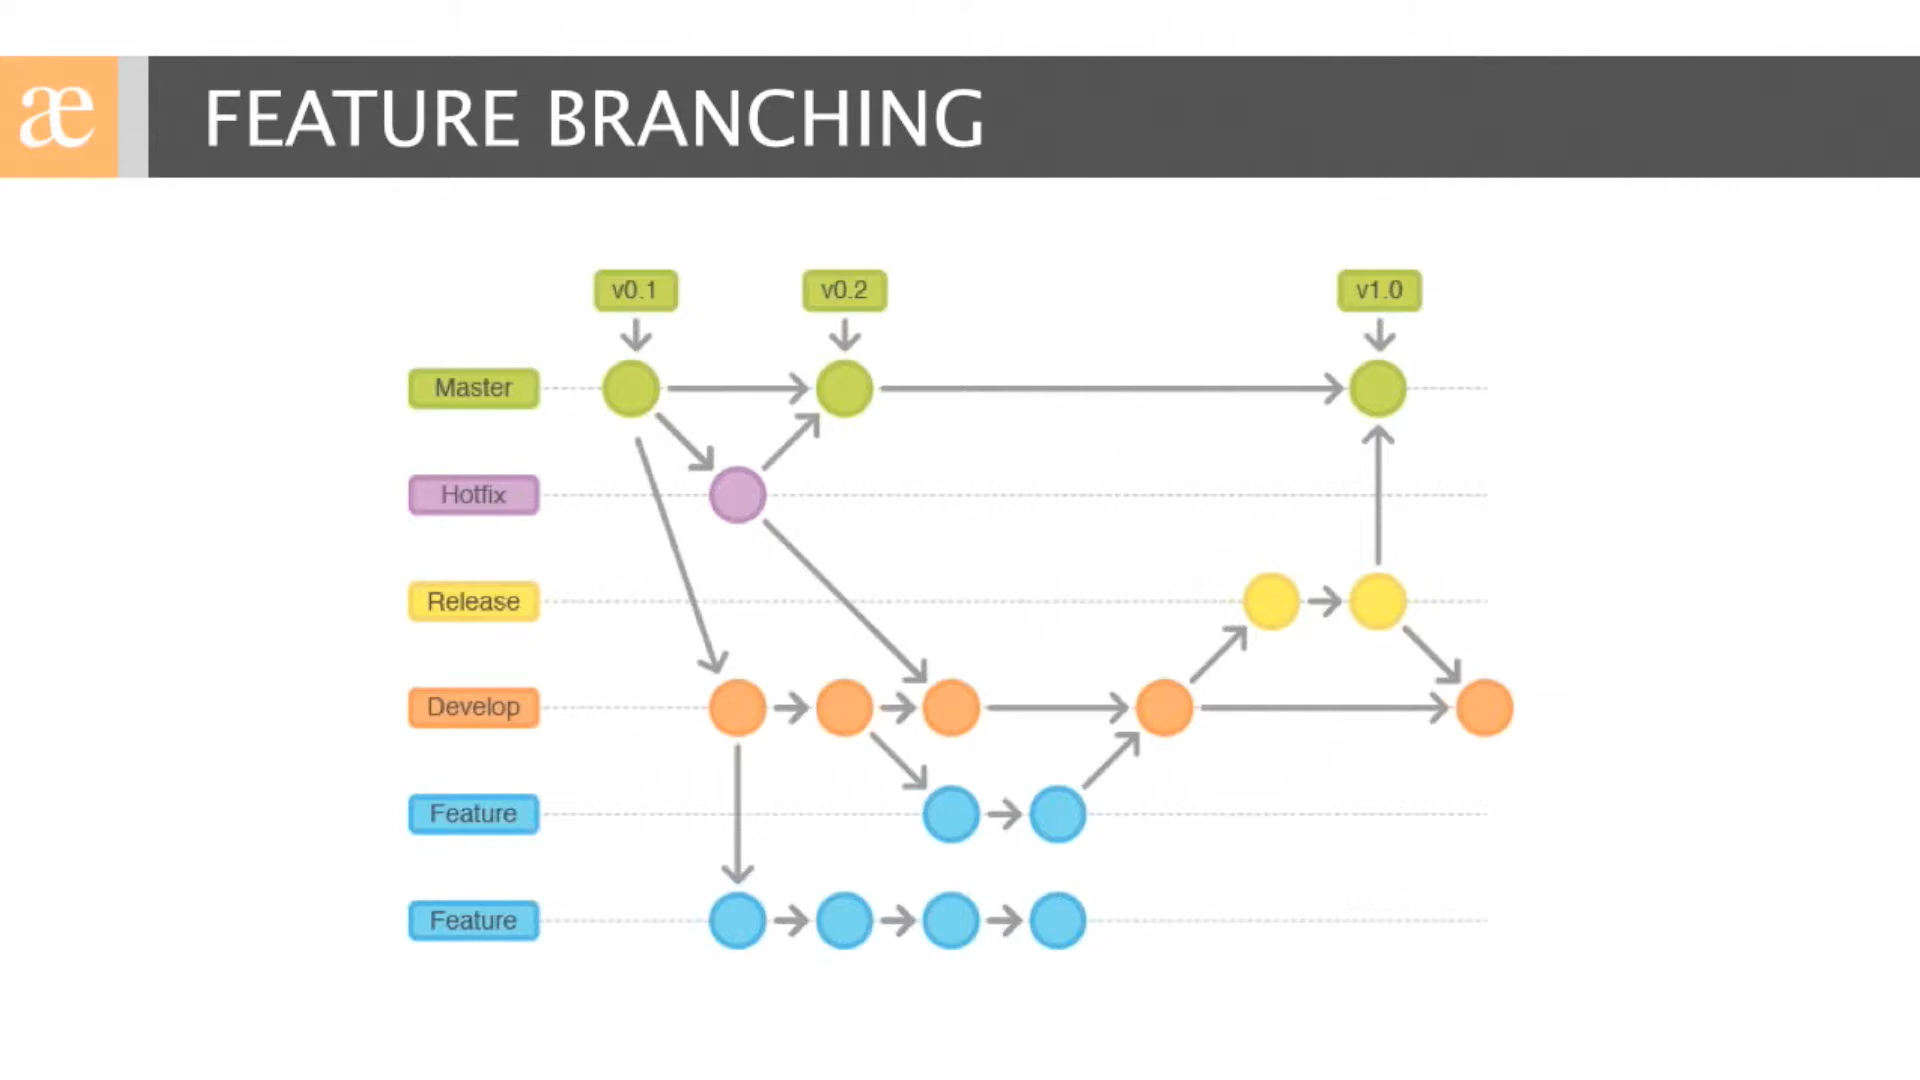 æ
FEATURE BRANCHING
v0.1
v0.2
v1.0
Master
Hotfix
Release
Develop
Feature
Feature